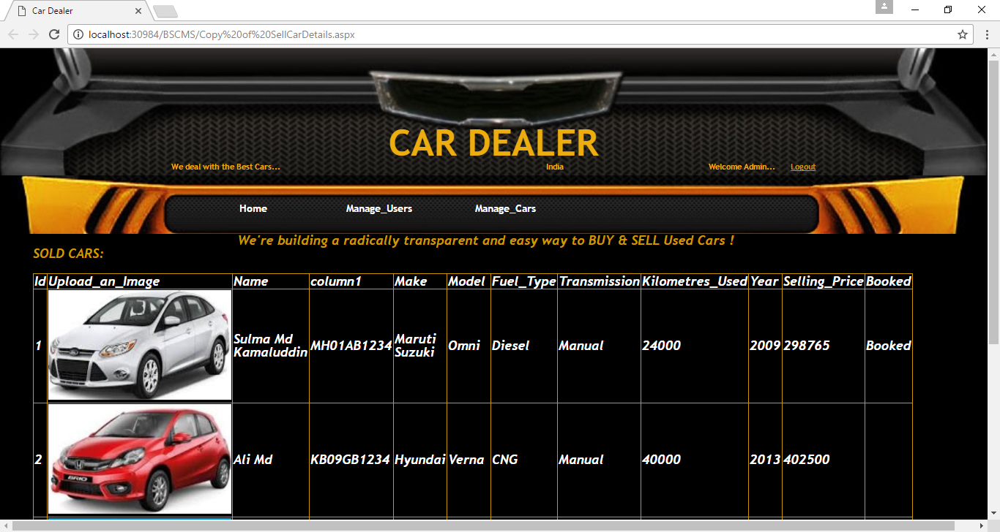 Car Dealer
localhost:30984/BSCMS/Copy%20of%20SellCarDetails.aspx
CAR DEALER
We deal with the Best Cars... India Welcome Admin... Logout
Home Manage_Users Manage_Cars
We're building a radically transparent and easy way to BUY & SELL Used Cars !
SOLD CARS:
Id Upload_an_Image Name column1 Make Model Fuel_Type Transmission Kilometres_Used Year Selling_Price Booked
1 Sulma Md Kamaluddin MH01AB1234 Maruti Suzuki Omni Diesel Manual 24000 2009 298765 Booked
BRIO
2 Ali Md KB09GB1234 Hyundai Verna CNG Manual 40000 2013 402500